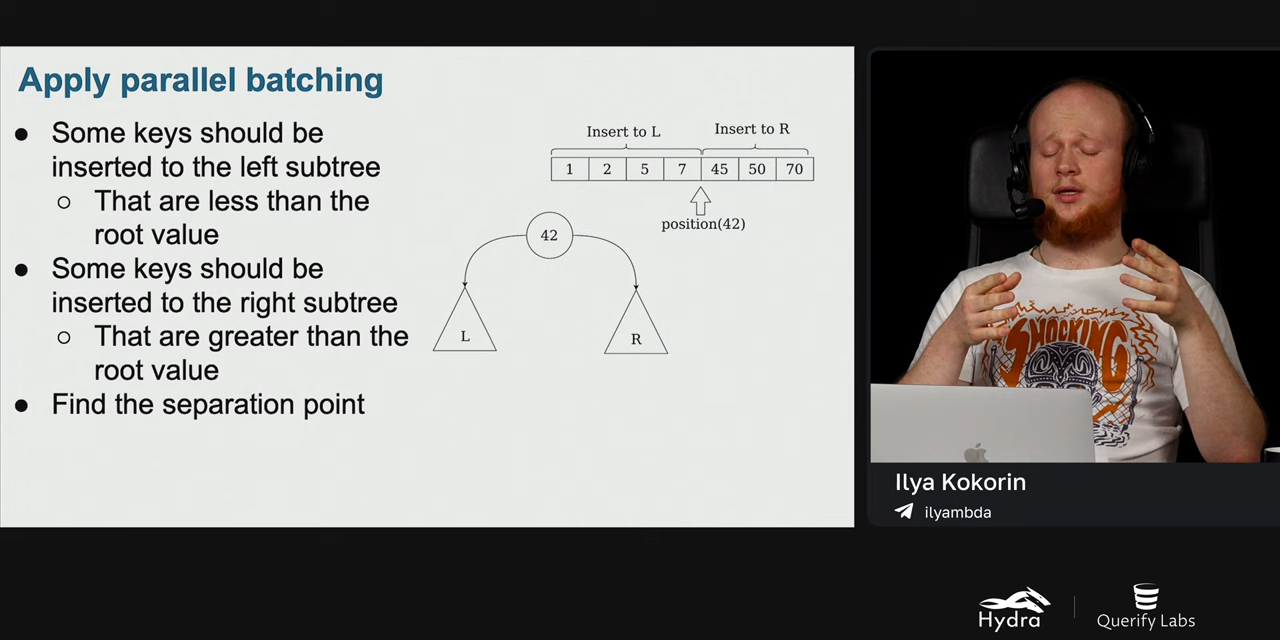 Apply parallel batching
● Some keys should be
inserted to the left subtree
○ That are less than the
root value
● Some keys should be
inserted to the right subtree
○ That are greater than the
root value
● Find the separation point
Insert to L Insert to R
1 2 5 7 45 50 70
position(42)
42
L R
SHOCKING
Ilya Kokorin
ilyambda
Hydra
Querify Labs